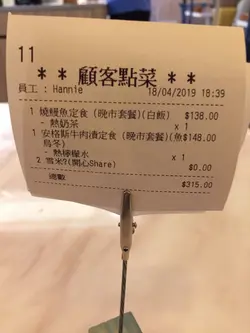 11
** 顧客點菜 **
員工 : Hannie 18/04/2019 18:39
1 燒鰻魚定食 (晚市套餐)(白飯) $138.00
- 熱奶茶 x 1
1 安格斯牛肉漬定食 (晚市套餐)(魚$148.00
烏冬)
- 熱檸檬水 x 1
2 雪米?(開心Share) $0.00
總數 $315.00